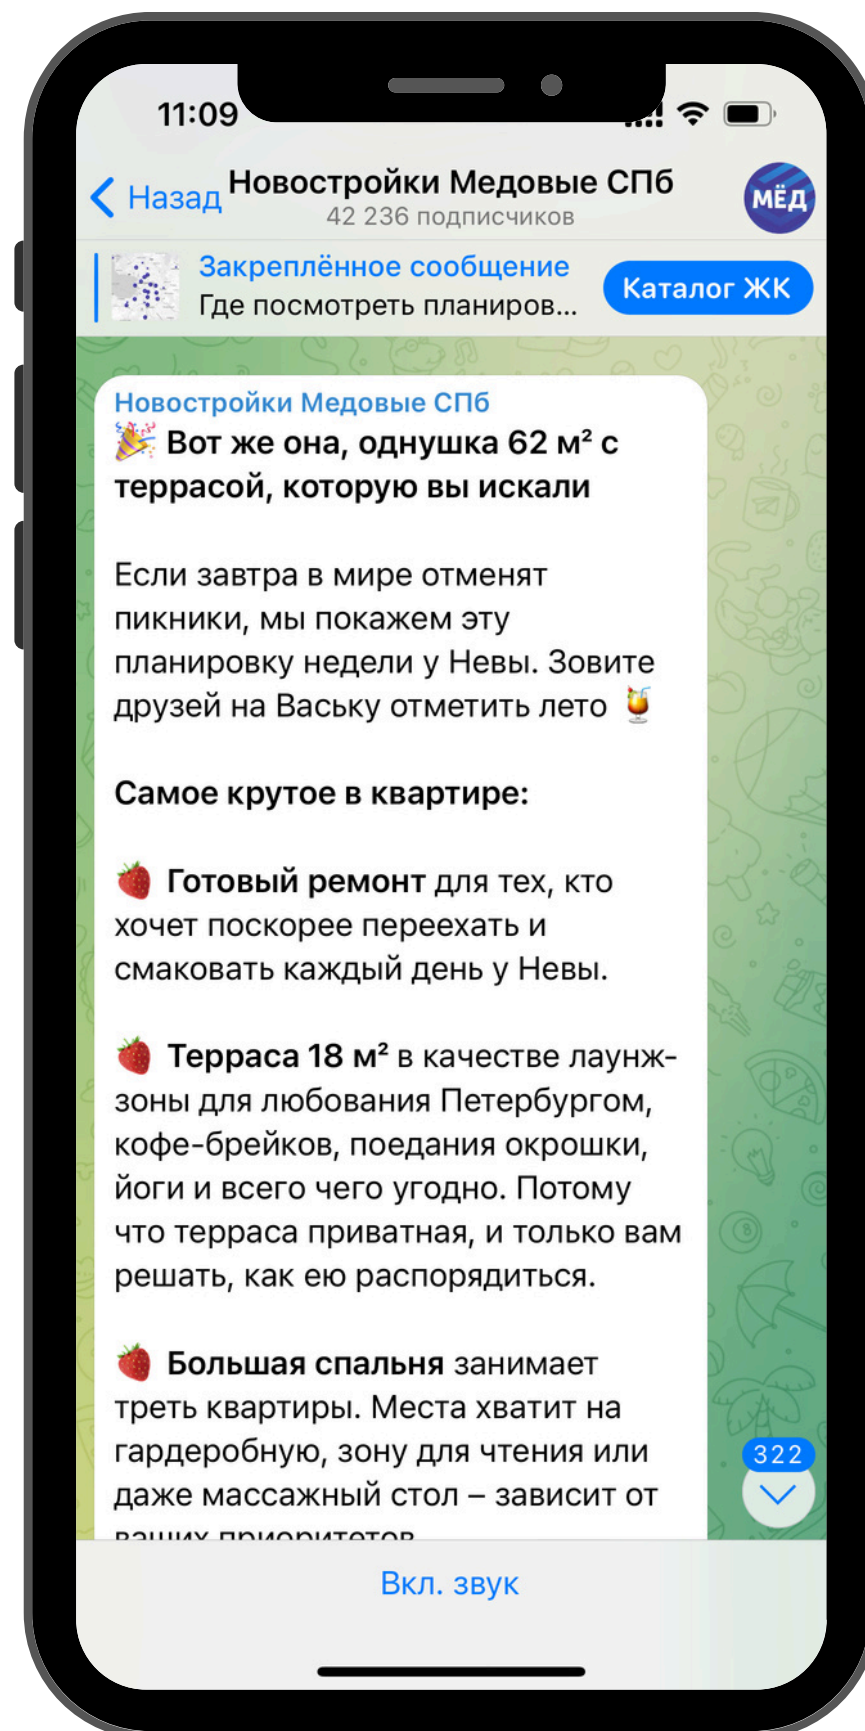 11:09
Назад
Новостройки Медовые СПб
42 236 подписчиков
МЁД
Закреплённое сообщение
Где посмотреть планиров...
Каталог ЖК
Новостройки Медовые СПб
🎉 Вот же она, однушка 62 м² с
террасой, которую вы искали
Если завтра в мире отменят
пикники, мы покажем эту
планировку недели у Невы. Зовите
друзей на Ваську отметить лето 🍹
Самое крутое в квартире:
🍓 Готовый ремонт для тех, кто
хочет поскорее переехать и
смаковать каждый день у Невы.
🍓 Терраса 18 м² в качестве лаунж-
зоны для любования Петербургом,
кофе-брейков, поедания окрошки,
йоги и всего чего угодно. Потому
что терраса приватная, и только вам
решать, как ею распорядиться.
🍓 Большая спальня занимает
треть квартиры. Места хватит на
гардеробную, зону для чтения или
даже массажный стол – зависит от
ваших приоритетов
322
Вкл. звук